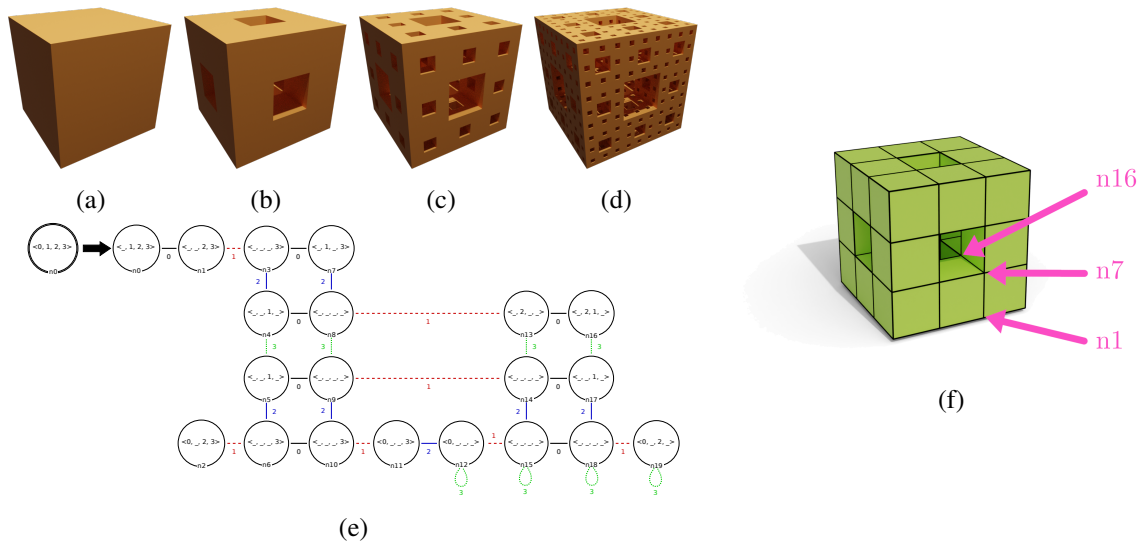 (a)
(b)
(c)
(d)
<0, 1, 2, 3>
n0
<_, 1, 2, 3>
n0
0
<_, _, 2, 3>
n1
1
<_, _, _, 3>
n3
0
<_, 1, _, 3>
n7
2
2
<_, _, 1, _>
n4
0
<_, _, _, _>
n8
1
<_, 2, _, _>
n13
0
<_, 2, 1, _>
n16
3
3
3
3
<_, _, 1, _>
n5
0
<_, _, _, _>
n9
1
<_, _, _, _>
n14
0
<_, _, 1, _>
n17
2
2
2
2
<0, _, 2, 3>
n2
1
<_, _, _, 3>
n6
0
<_, _, _, 3>
n10
1
<0, _, _, 3>
n11
2
<0, _, _, _>
n12
1
<_, _, _, _>
n15
0
<_, _, _, _>
n18
1
<0, _, 2, _>
n19
3
3
3
3
(e)
n16
n7
n1
(f)